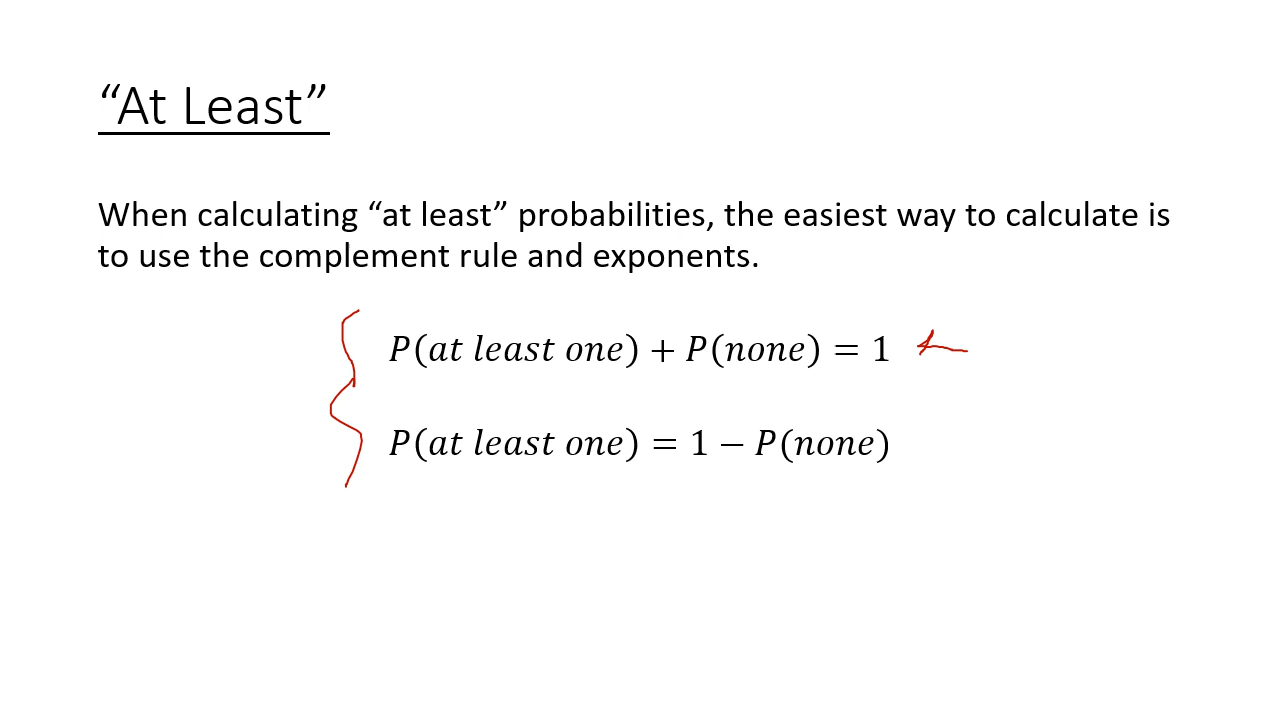 “At Least”
When calculating “at least” probabilities, the easiest way to calculate is
to use the complement rule and exponents.
P(at least one) + P(none) = 1
P(at least one) = 1 − P(none)